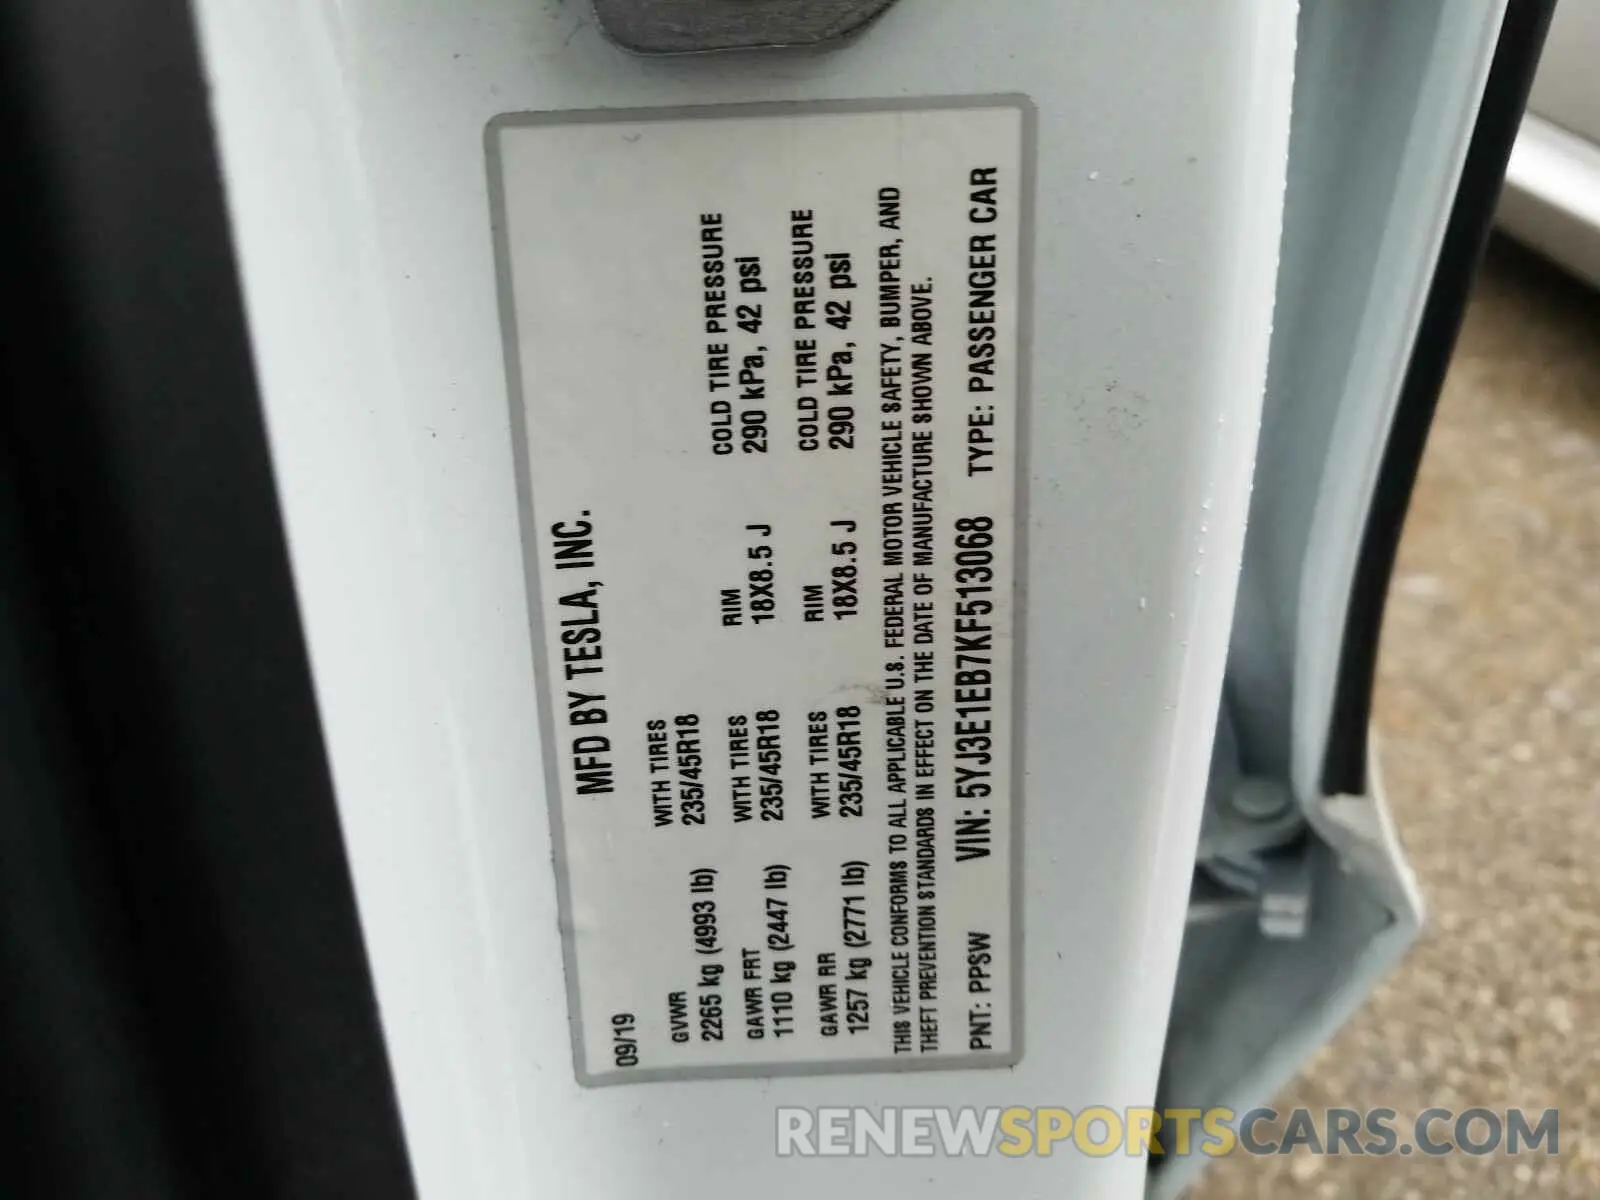 MFD BY TESLA, INC.
09/19
GVWR
2265 kg (4993 lb)
WITH TIRES
235/45R18
GAWR FRT
1110 kg (2447 lb)
WITH TIRES
235/45R18
RIM
18X8.5 J
COLD TIRE PRESSURE
290 kPa, 42 psi
GAWR RR
1257 kg (2771 lb)
WITH TIRES
235/45R18
RIM
18X8.5 J
COLD TIRE PRESSURE
290 kPa, 42 psi
THIS VEHICLE CONFORMS TO ALL APPLICABLE U.S. FEDERAL MOTOR VEHICLE SAFETY, BUMPER, AND
THEFT PREVENTION STANDARDS IN EFFECT ON THE DATE OF MANUFACTURE SHOWN ABOVE.
PNT: PPSW VIN: 5YJ3E1EB7KF513068 TYPE: PASSENGER CAR
RENEWSPORTSCARS.COM